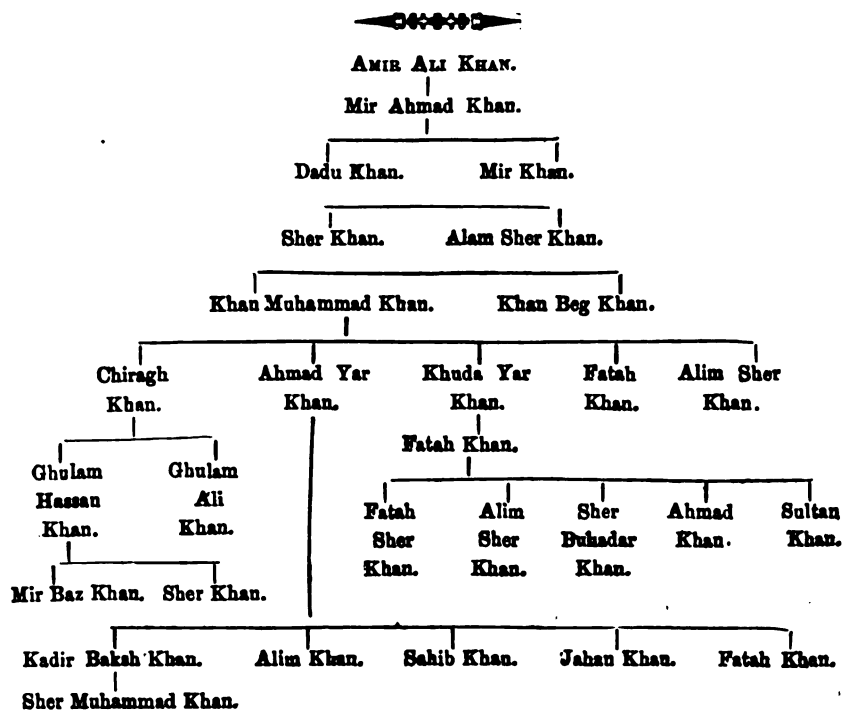 AMIR ALI KHAN.
Mir Ahmad Khan.
Dadu Khan. Mir Khan.
Sher Khan. Alam Sher Khan.
Khan Muhammad Khan. Khan Beg Khan.
Chiragh Ahmad Yar Khuda Yar Fatah Alim Sher
Khan. Khan. Khan. Khan. Khan.
Fatah Khan.
Ghulam Ghulam
Hassan Ali
Khan. Khan.
Fatah Alim Sher Ahmad Sultan
Sher Sher Buhadar Khan. Khan.
Khan. Khan. Khan.
Mir Baz Khan. Sher Khan.
Kadir Baksh Khan. Alim Khan. Sahib Khan. Jahan Khan. Fatah Khan.
Sher Muhammad Khan.